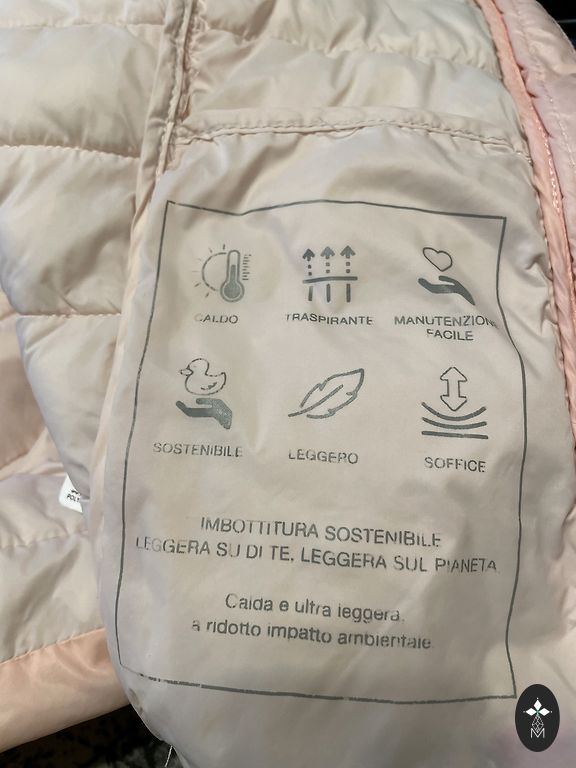 CALDO
TRASPIRANTE
MANUTENZIONE
FACILE
SOSTENIBILE
LEGGERO
SOFFICE
IMBOTTITURA SOSTENIBILE
LEGGERA SU DI TE, LEGGERA SUL PIANETA
Calda e ultra leggera,
a ridotto impatto ambientale.
POL
M